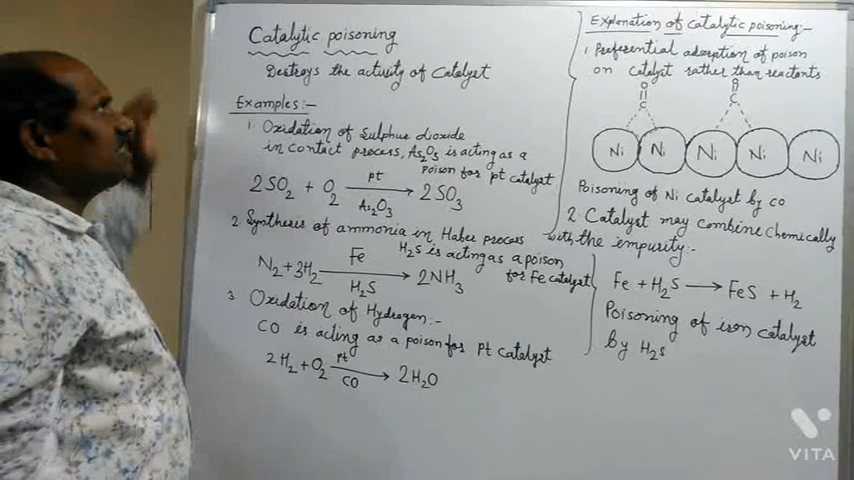 Catalytic poisoning
Destroys the activity of Catalyst
Examples:-
1. Oxidation of Sulphur dioxide
in contact process, As2O3 is acting as a
poison for pt catalyst
2SO2 + O2 pt As2O3 → 2SO3
2 Synthesis of ammonia in Haber process
H2S is acting as a poison
for Fe catalyst
N2 + 3H2 Fe H2S → 2NH3
3 Oxidation of Hydrogen:-
CO is acting as a poison for Pt catalyst
2H2 + O2 pt CO → 2H2O
Explanation of catalytic poisoning:-
1 Preferential adsorption of poison
on catalyst rather than reactants
O O
C C
Ni Ni Ni Ni Ni
Poisoning of Ni catalyst by CO
2 Catalyst may combine chemically
with the impurity:-
Fe + H2S → FeS + H2
Poisoning of iron catalyst
by H2S
VITA